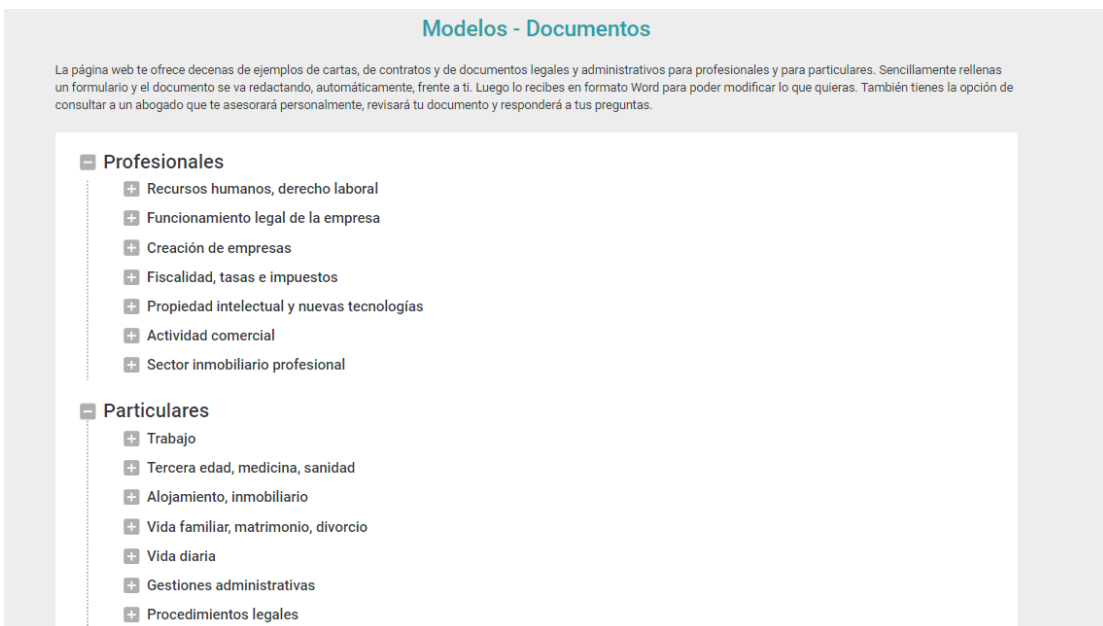 Modelos - Documentos
La página web te ofrece decenas de ejemplos de cartas, de contratos y de documentos legales y administrativos para profesionales y para particulares. Sencillamente rellenas
un formulario y el documento se va redactando, automáticamente, frente a ti. Luego lo recibes en formato Word para poder modificar lo que quieras. También tienes la opción de
consultar a un abogado que te asesorará personalmente, revisará tu documento y responderá a tus preguntas.
Profesionales
Recursos humanos, derecho laboral
Funcionamiento legal de la empresa
Creación de empresas
Fiscalidad, tasas e impuestos
Propiedad intelectual y nuevas tecnologías
Actividad comercial
Sector inmobiliario profesional
Particulares
Trabajo
Tercera edad, medicina, sanidad
Alojamiento, inmobiliario
Vida familiar, matrimonio, divorcio
Vida diaria
Gestiones administrativas
Procedimientos legales